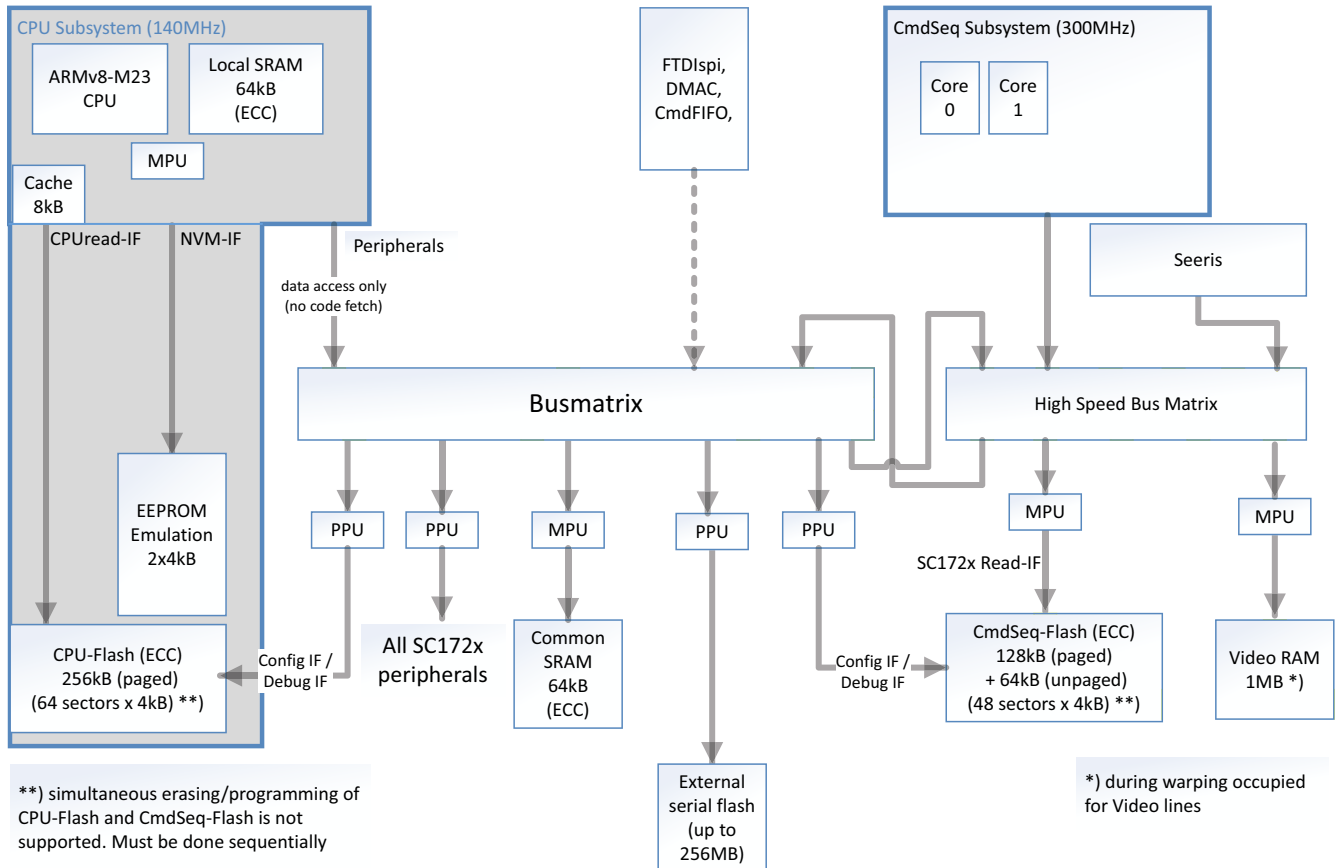 CPU Subsystem (140MHz)
ARMv8-M23
CPU
Local SRAM
64kB
(ECC)
MPU
Cache
8kB
CPUread-IF
NVM-IF
Peripherals
data access only
(no code fetch)
FTDIspi,
DMAC,
CmdFIFO,
CmdSeq Subsystem (300MHz)
Core
0
Core
1
Seeris
Busmatrix
High Speed Bus Matrix
EEPROM
Emulation
2x4kB
PPU
PPU
MPU
PPU
PPU
MPU
MPU
SC172x Read-IF
CPU-Flash (ECC)
256kB (paged)
(64 sectors x 4kB) **)
Config IF /
Debug IF
All SC172x
peripherals
Common
SRAM
64kB
(ECC)
Config IF /
Debug IF
CmdSeq-Flash (ECC)
128kB (paged)
+ 64kB (unpaged)
(48 sectors x 4kB) **)
Video RAM
1MB *)
**) simultaneous erasing/programming of
CPU-Flash and CmdSeq-Flash is not
supported. Must be done sequentially
External
serial flash
(up to
256MB)
*) during warping occupied
for Video lines